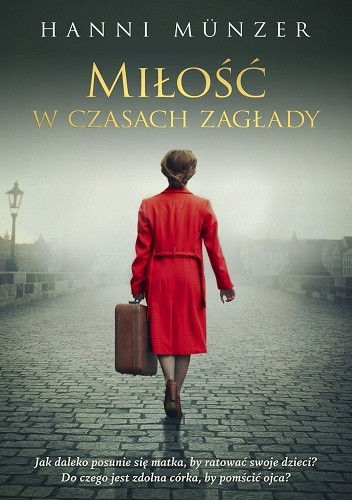 HANNI MÜNZER
MIŁOŚĆ
W CZASACH ZAGŁADY
Jak daleko posunie się matka, by ratować swoje dzieci?
Do czego jest zdolna córka, by pomścić ojca?